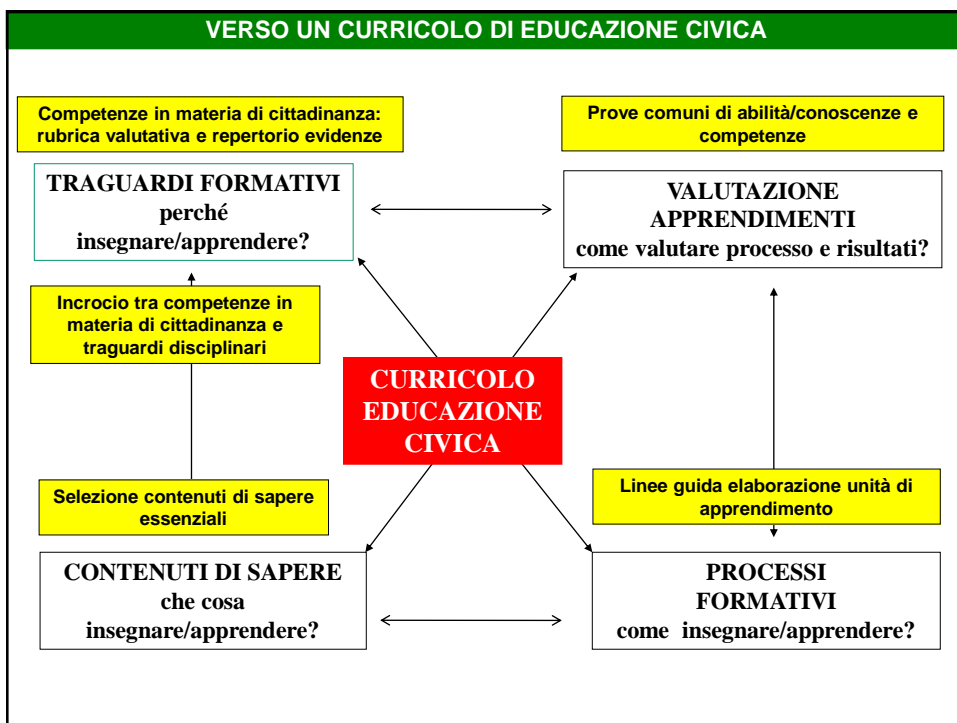 VERSO UN CURRICOLO DI EDUCAZIONE CIVICA
Competenze in materia di cittadinanza:
rubrica valutativa e repertorio evidenze
Prove comuni di abilità/conoscenze e
competenze
TRAGUARDI FORMATIVI
perché
insegnare/apprendere?
VALUTAZIONE
APPRENDIMENTI
come valutare processo e risultati?
Incrocio tra competenze in
materia di cittadinanza e
traguardi disciplinari
CURRICOLO
EDUCAZIONE
CIVICA
Selezione contenuti di sapere
essenziali
Linee guida elaborazione unità di
apprendimento
CONTENUTI DI SAPERE
che cosa
insegnare/apprendere?
PROCESSI
FORMATIVI
come insegnare/apprendere?